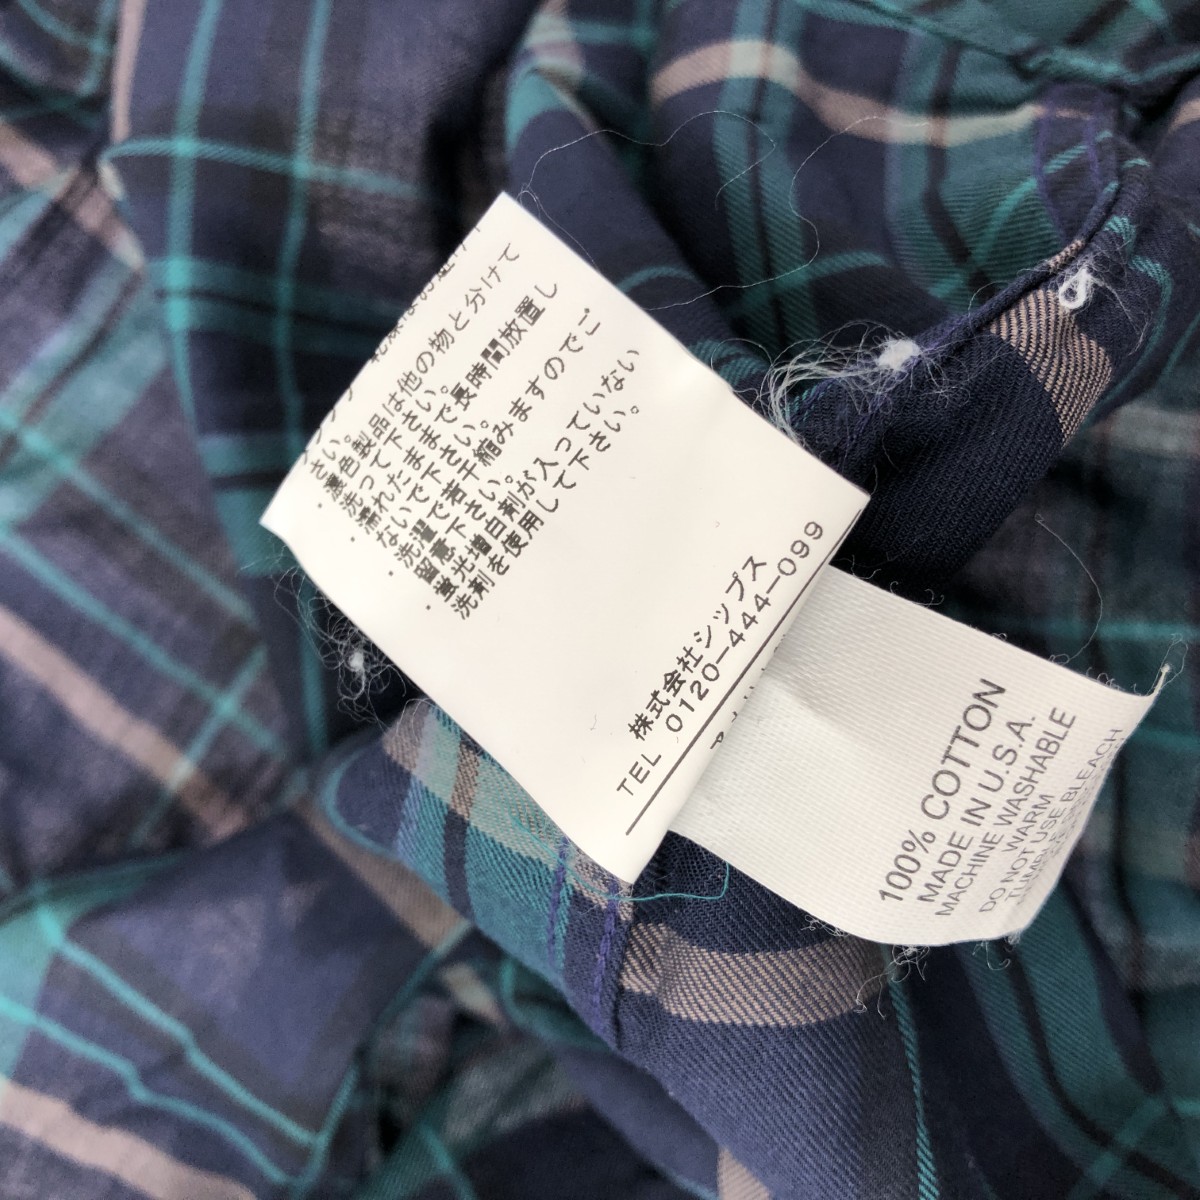 さい。
・濃色製品は他の物と分けて
洗って下さい。
・濡れたままで長時間放置し
ないで下さい。
・洗濯で若干縮みますのでご
留意下さい。
・蛍光増白剤が入っていない
洗剤を使用して下さい。
株式会社シップス
TEL 0120-444-099
100% COTTON
MADE IN U.S.A.
MACHINE WASHABLE
WARM
DO NOT USE BLEACH